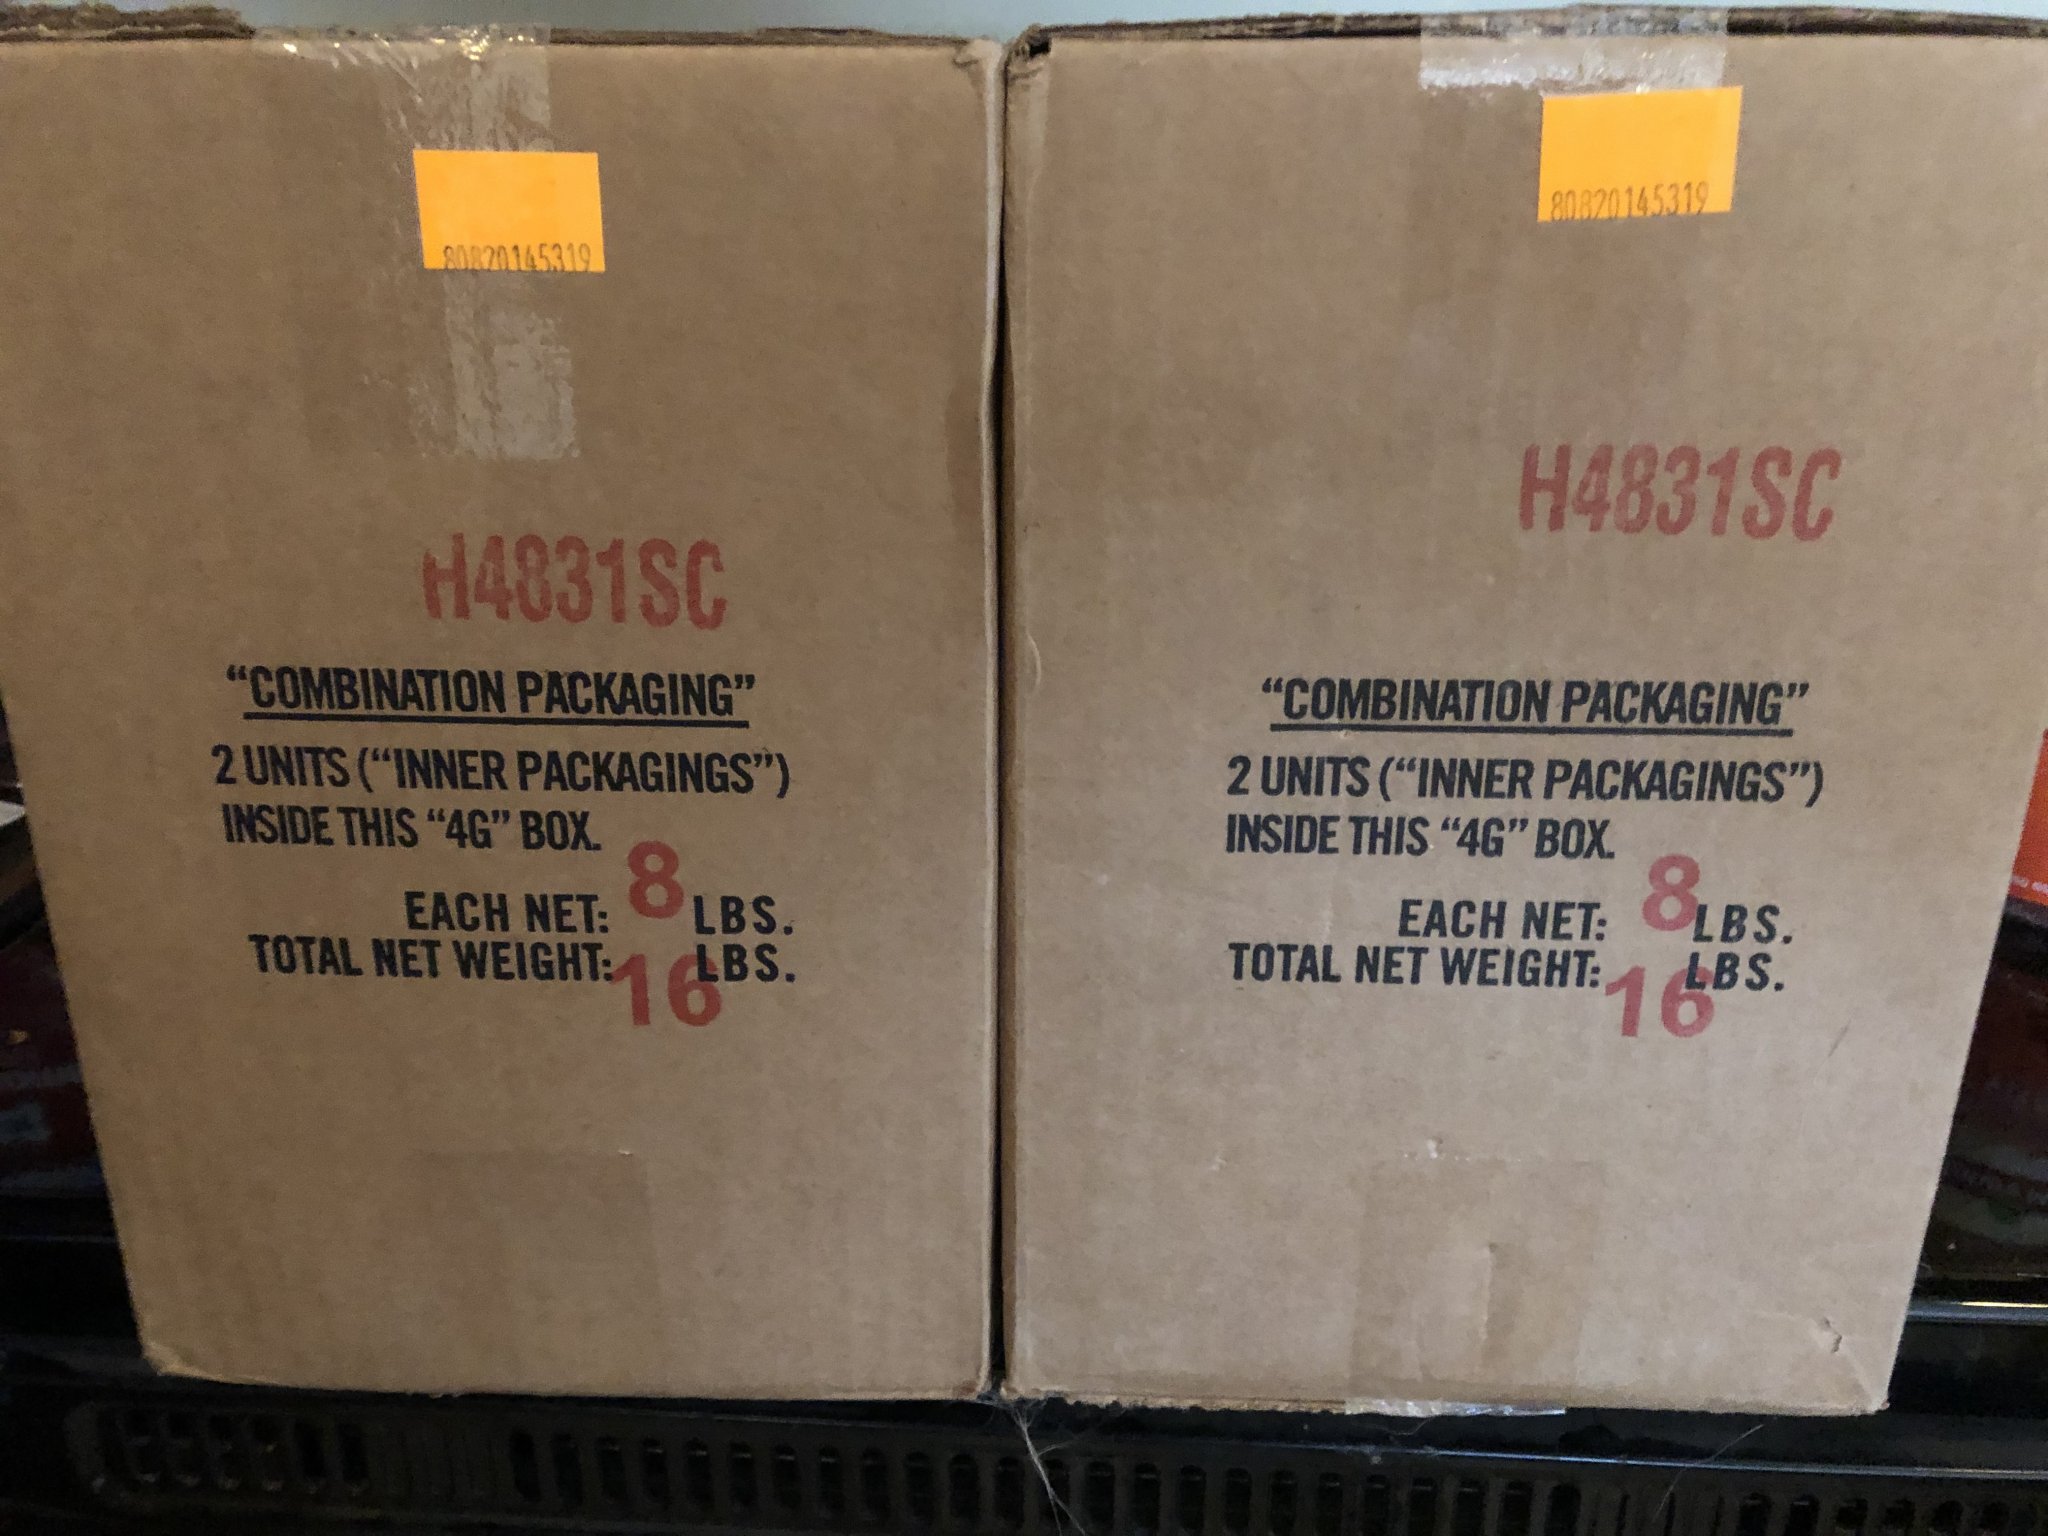 80820145319
H4831SC
“COMBINATION PACKAGING”
2 UNITS (“INNER PACKAGINGS”)
INSIDE THIS “4G” BOX.
EACH NET: 8 LBS.
TOTAL NET WEIGHT: 16 LBS.
80820145319
H4831SC
“COMBINATION PACKAGING”
2 UNITS (“INNER PACKAGINGS”)
INSIDE THIS “4G” BOX.
EACH NET: 8 LBS.
TOTAL NET WEIGHT: 16 LBS.